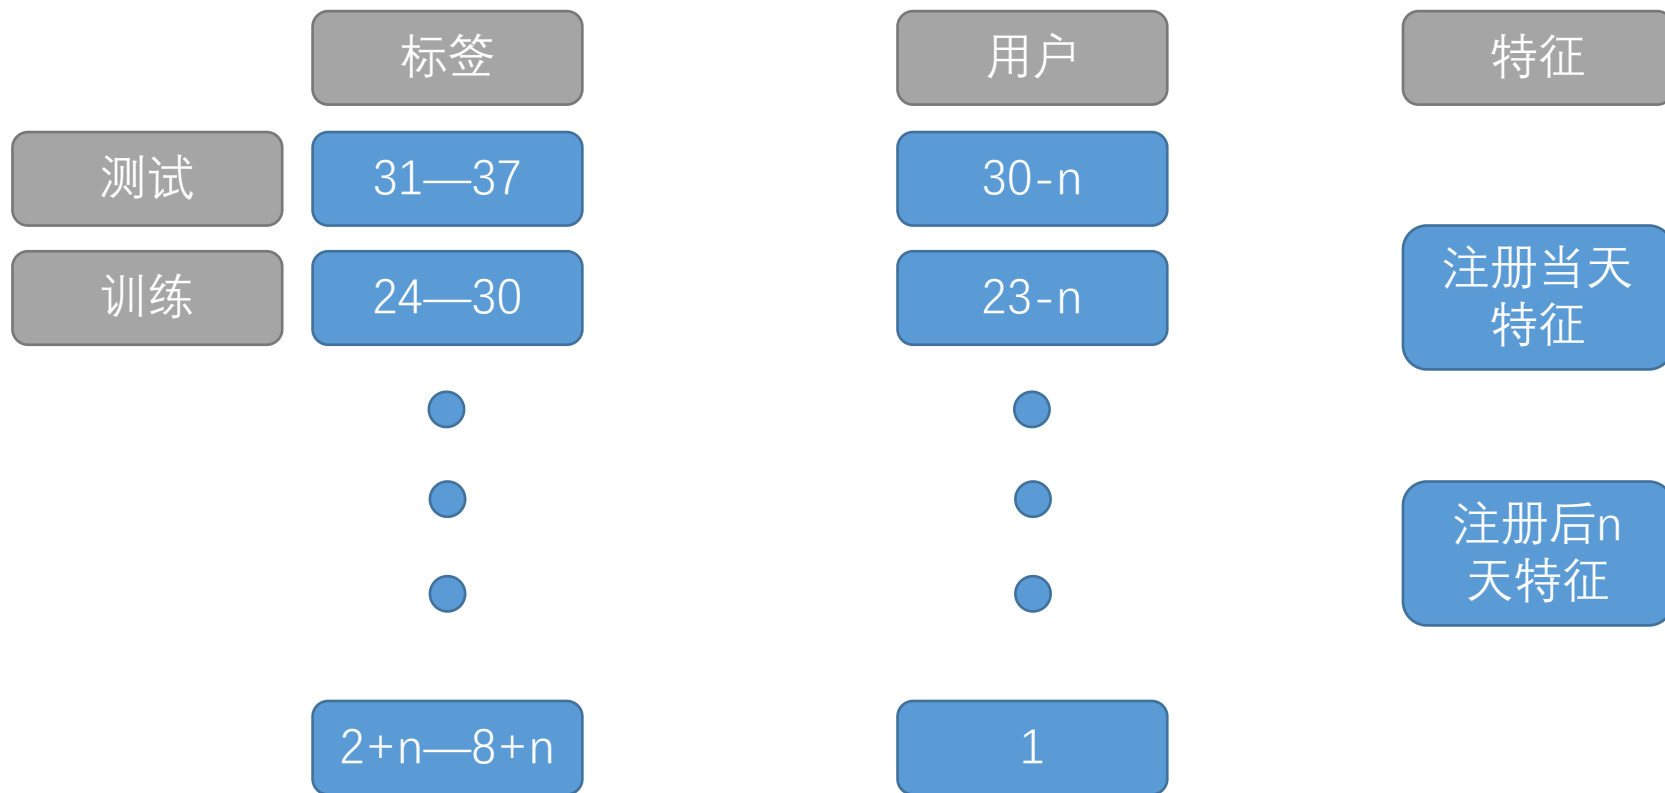 标签
用户
特征
测试
31—37
30-n
训练
24—30
23-n
注册当天
特征
注册后n
天特征
2+n—8+n
1